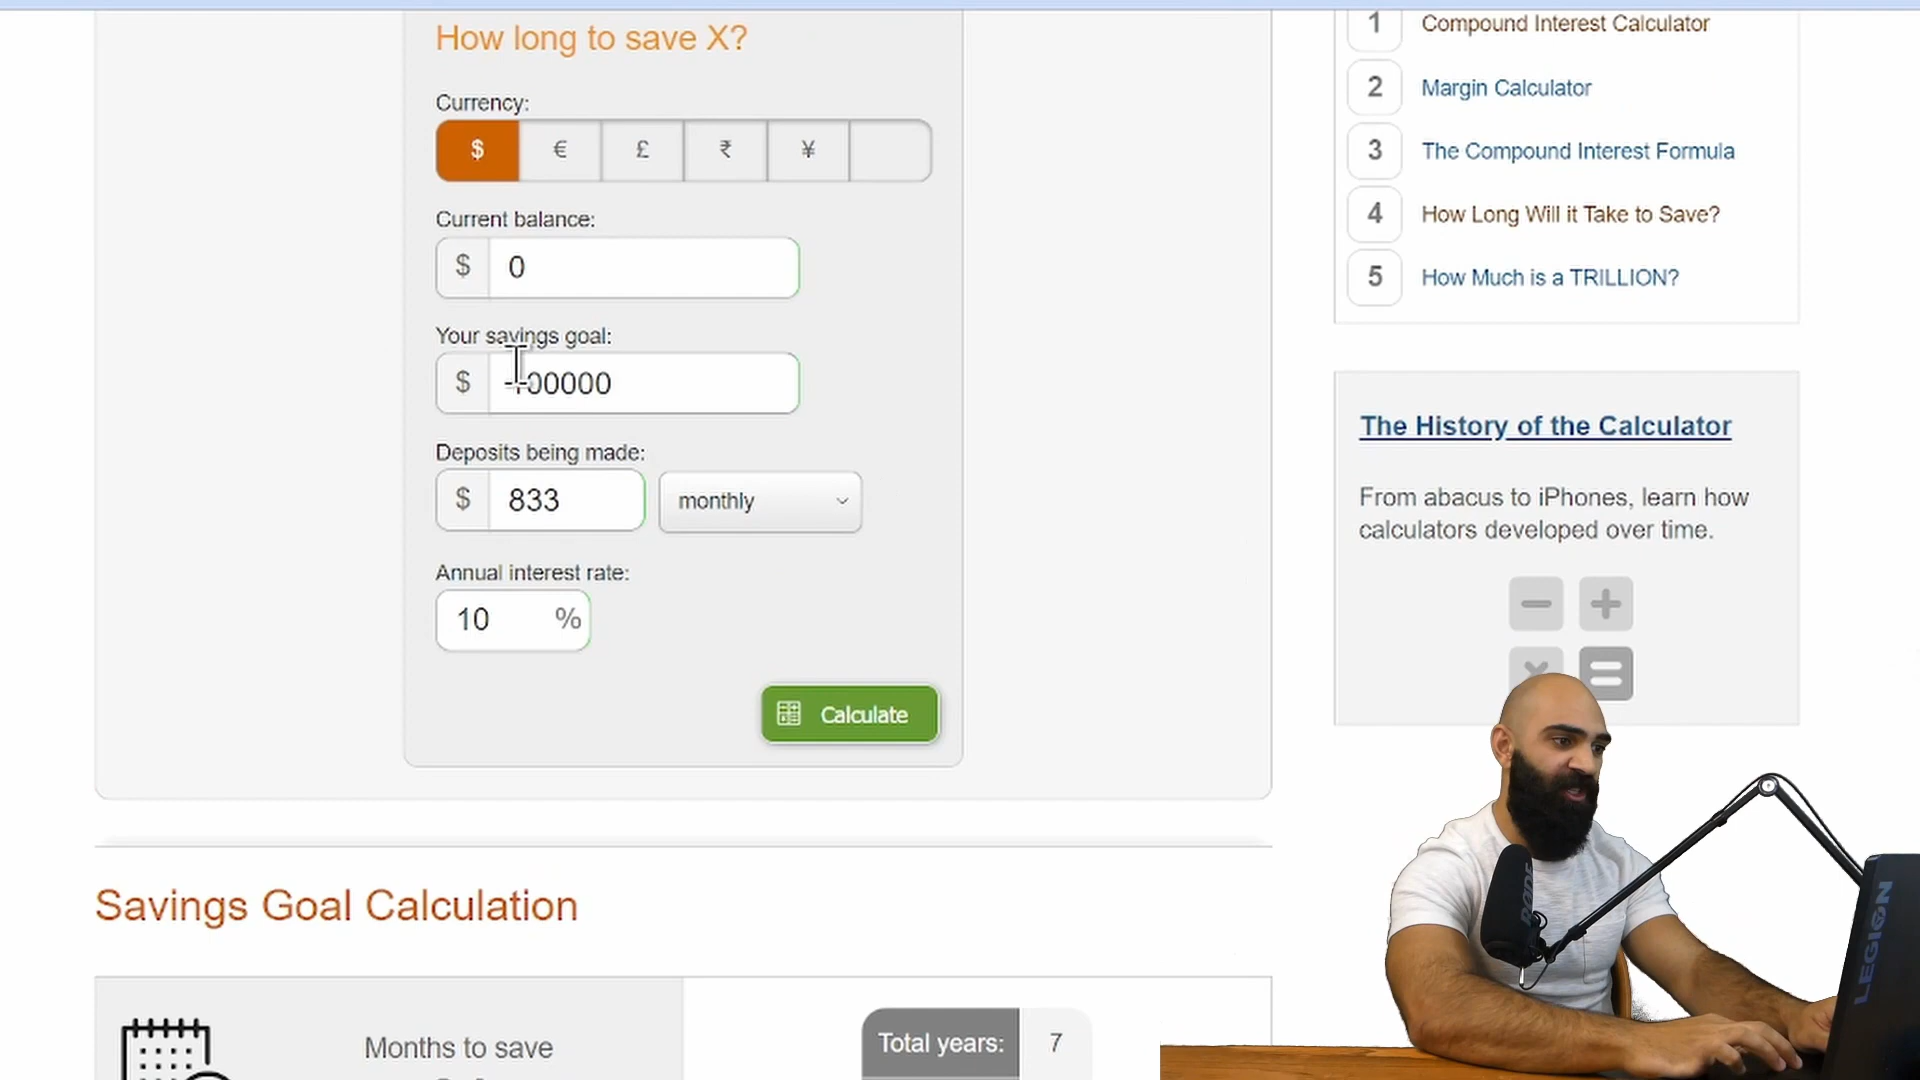 How long to save X?
Currency:
$ € £ ₹ ¥
Current balance:
$ 0
Your savings goal:
$ 100000
Deposits being made:
$ 833 monthly
Annual interest rate:
10 %
Calculate
Savings Goal Calculation
Months to save
Total years: 7
1 Compound Interest Calculator
2 Margin Calculator
3 The Compound Interest Formula
4 How Long Will it Take to Save?
5 How Much is a TRILLION?
The History of the Calculator
From abacus to iPhones, learn how
calculators developed over time.
RODE
LEGION